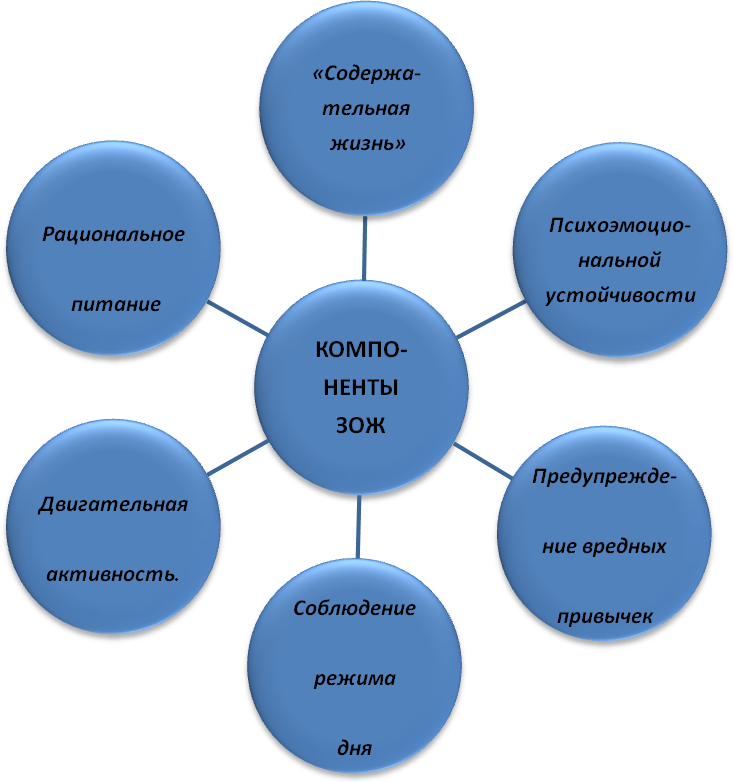 «Содержа-
тельная
жизнь»
Психоэмоцио-
нальной
устойчивости
Рациональное
питание
КОМПО-
НЕНТЫ
ЗОЖ
Предупрежде-
ние вредных
привычек
Двигательная
активность.
Соблюдение
режима
дня